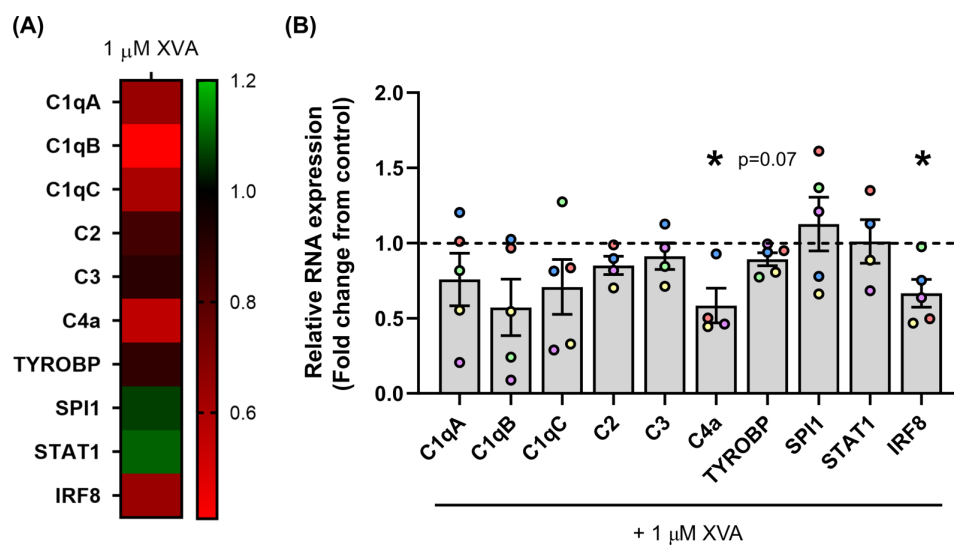 (A)
1 μM XVA
C1qA
C1qB
C1qC
C2
C3
C4a
TYROBP
SPI1
STAT1
IRF8
1.2
1.0
0.8
0.6
(B)
Relative RNA expression
(Fold change from control)
2.0
1.5
1.0
0.5
0.0
*
p=0.07
*
C1qA
C1qB
C1qC
C2
C3
C4a
TYROBP
SPI1
STAT1
IRF8
+ 1 μM XVA